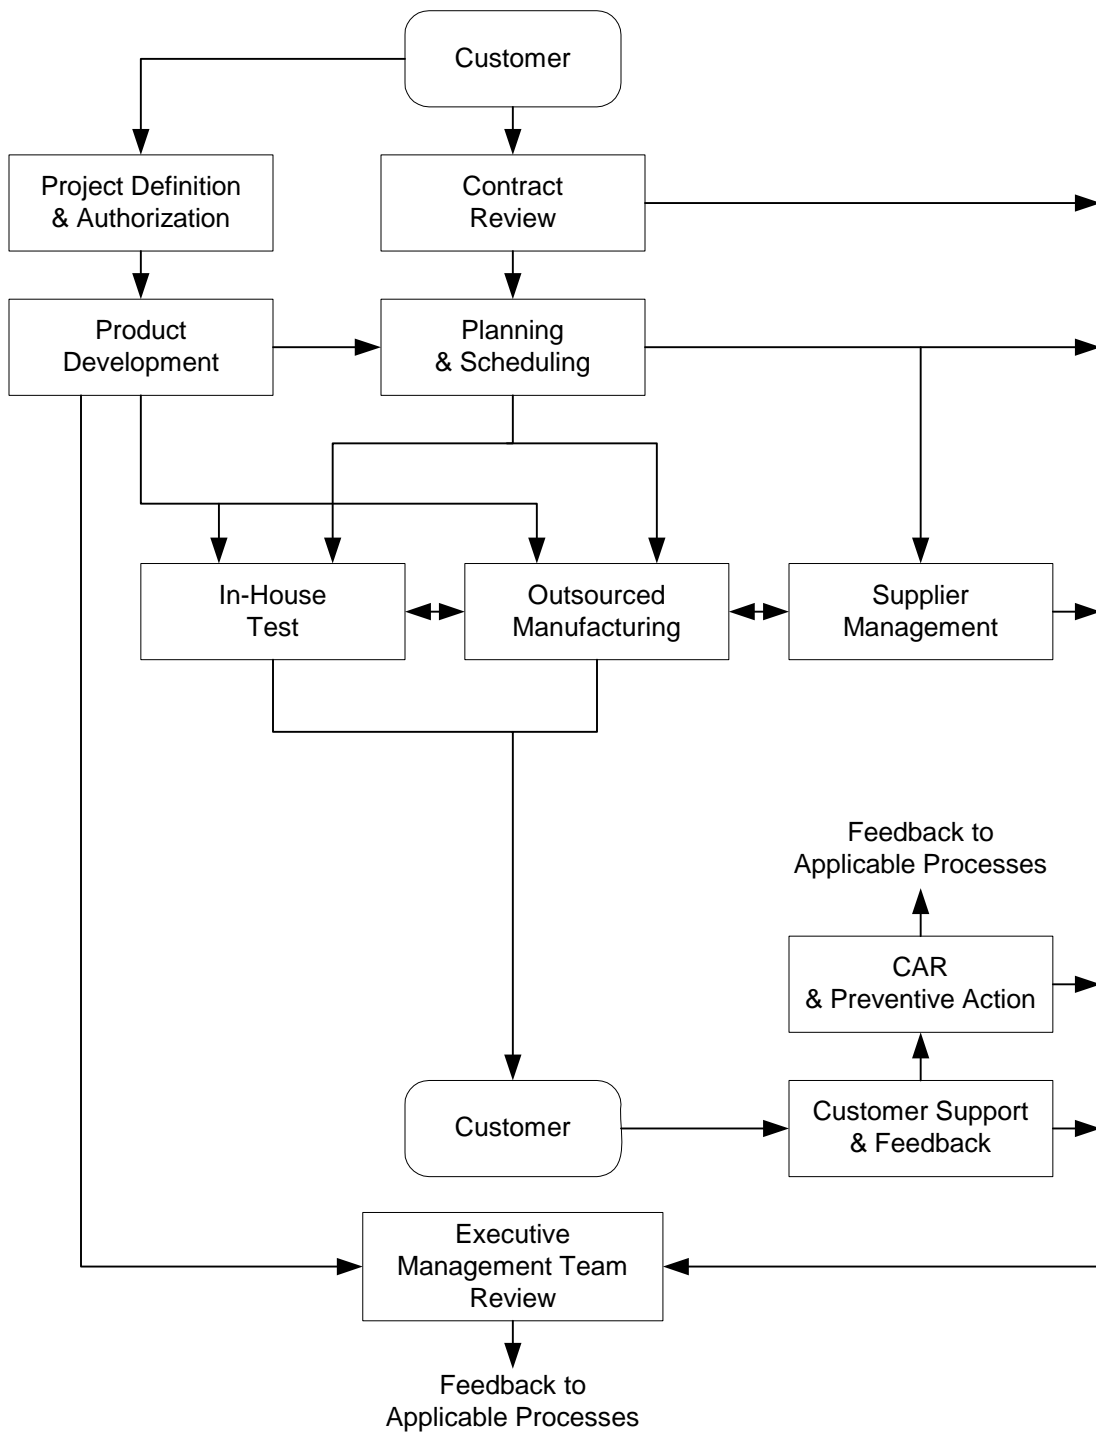 Customer
Project Definition
& Authorization
Contract
Review
Product
Development
Planning
& Scheduling
In-House
Test
Outsourced
Manufacturing
Supplier
Management
Feedback to
Applicable Processes
CAR
& Preventive Action
Customer
Customer Support
& Feedback
Executive
Management Team
Review
Feedback to
Applicable Processes